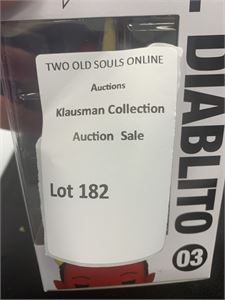 TWO OLD SOULS ONLINE
Auctions
Klausman Collection
Auction Sale
Lot 182
DIABLITO
03